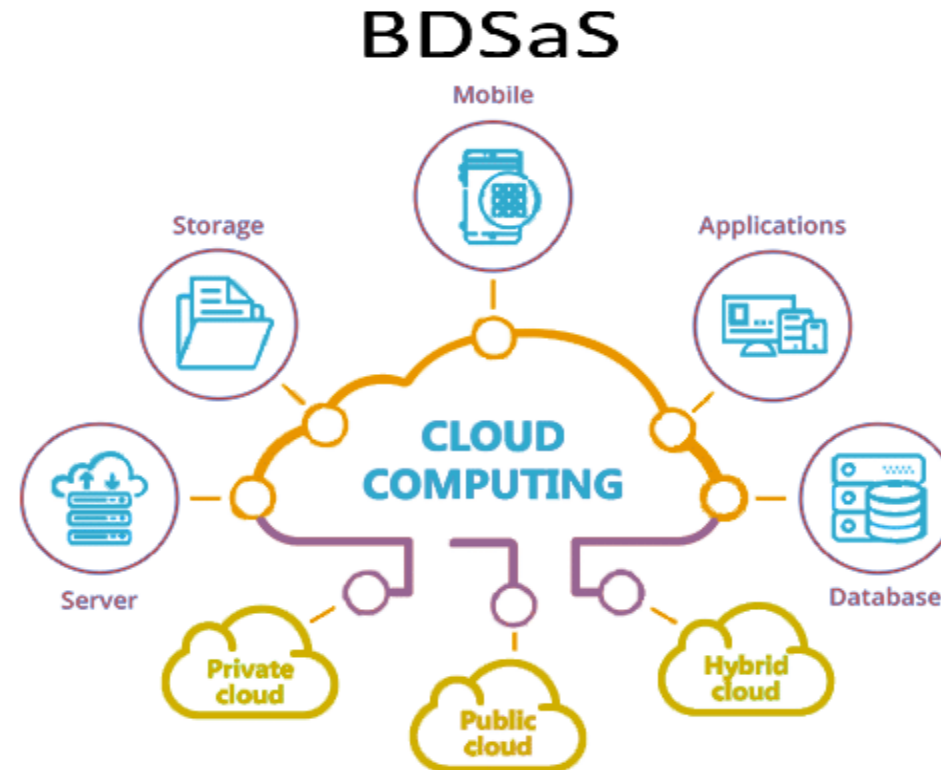 BDSaS
Mobile
Storage
Applications
CLOUD
COMPUTING
Server
Database
Private
cloud
Public
cloud
Hybrid
cloud